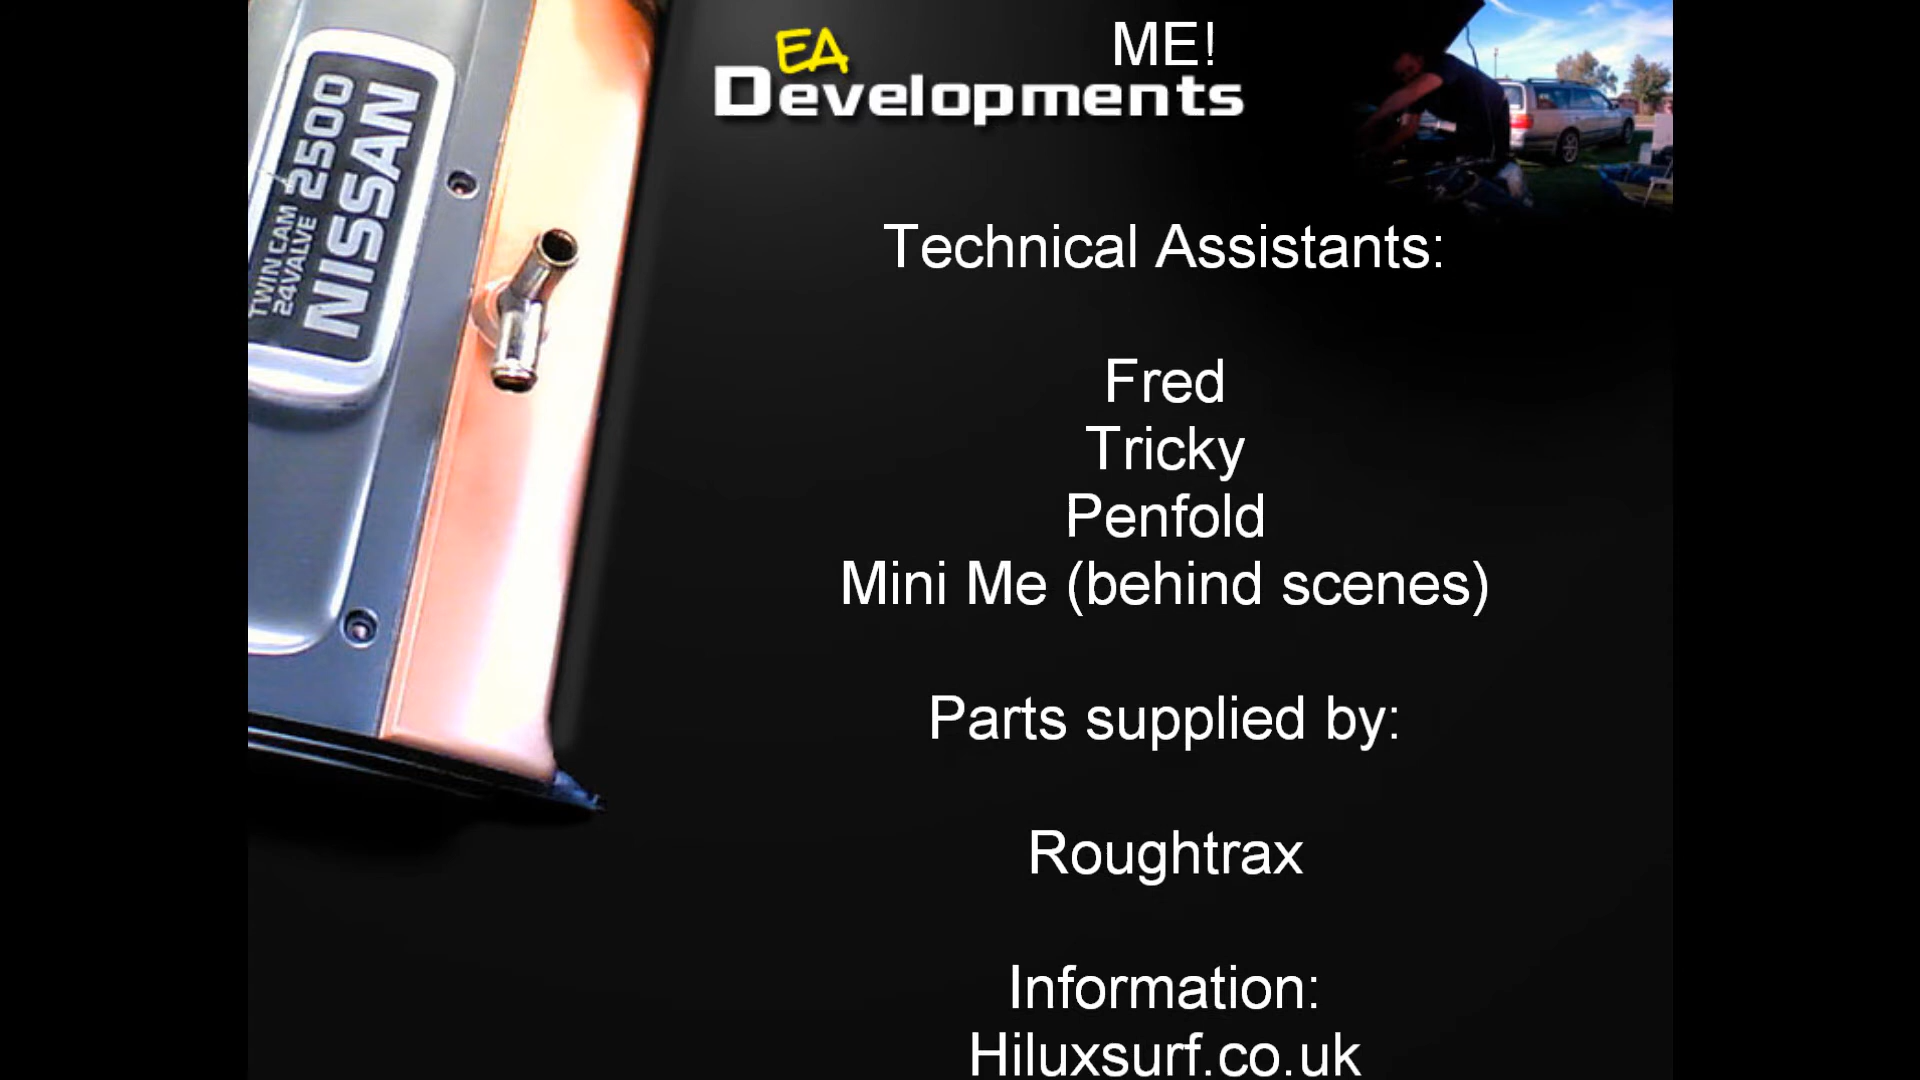 ME!
EA
Developments
TWIN CAM
24VALVE 2500
NISSAN
Technical Assistants:
Fred
Tricky
Penfold
Mini Me (behind scenes)
Parts supplied by:
Roughtrax
Information:
Hiluxsurf.co.uk